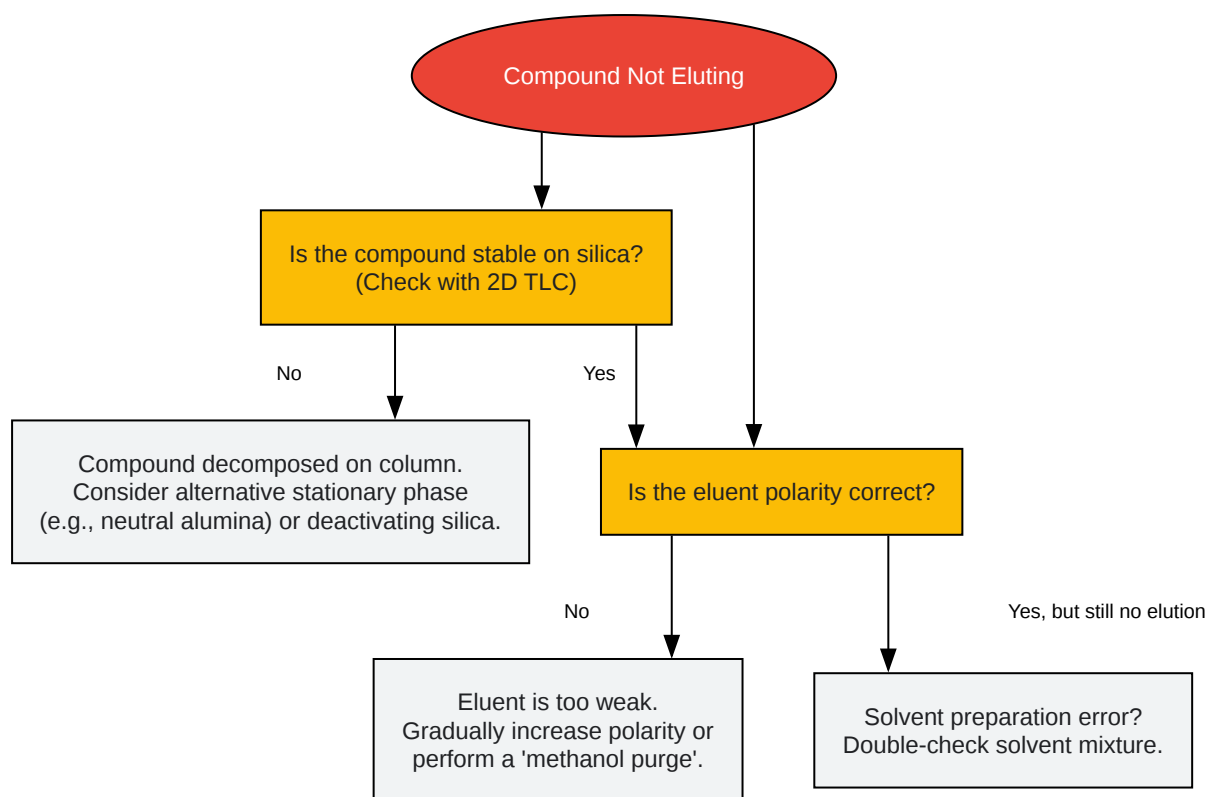 Compound Not Eluting
Is the compound stable on silica?
(Check with 2D TLC)
No
Yes
Compound decomposed on column.
Consider alternative stationary phase
(e.g., neutral alumina) or deactivating silica.
Is the eluent polarity correct?
No
Yes, but still no elution
Eluent is too weak.
Gradually increase polarity or
perform a 'methanol purge'.
Solvent preparation error?
Double-check solvent mixture.